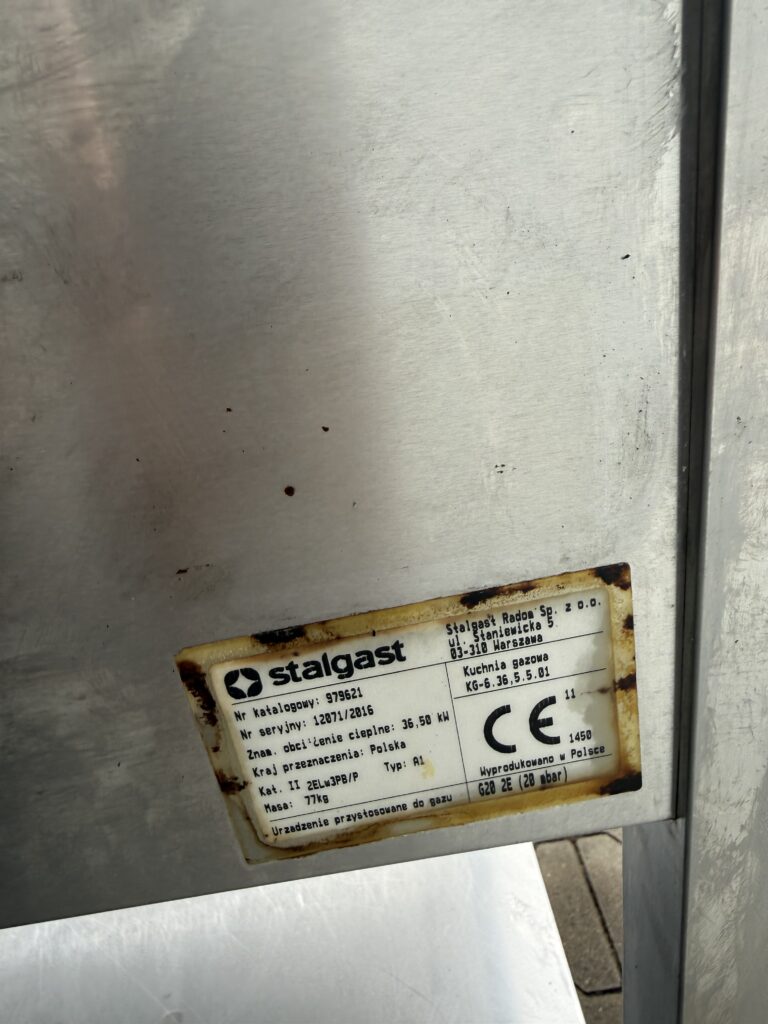 stalgast
Stalgast Radom Sp. z o.o.
ul. Staniewicka 5
03-310 Warszawa
Nr katalogowy: 979621
Nr seryjny: 12071/2016
Znam. obciążenie cieplne: 36,50 kW
Kraj przeznaczenia: Polska
Kat. II 2ELw3PB/P Typ: A1
Masa: 77kg
Urządzenie przystosowane do gazu
Kuchnia gazowa
KG-6.36,5.5.01
CE 11
1450
Wyprodukowano w Polsce
G20 2E (20 mbar)